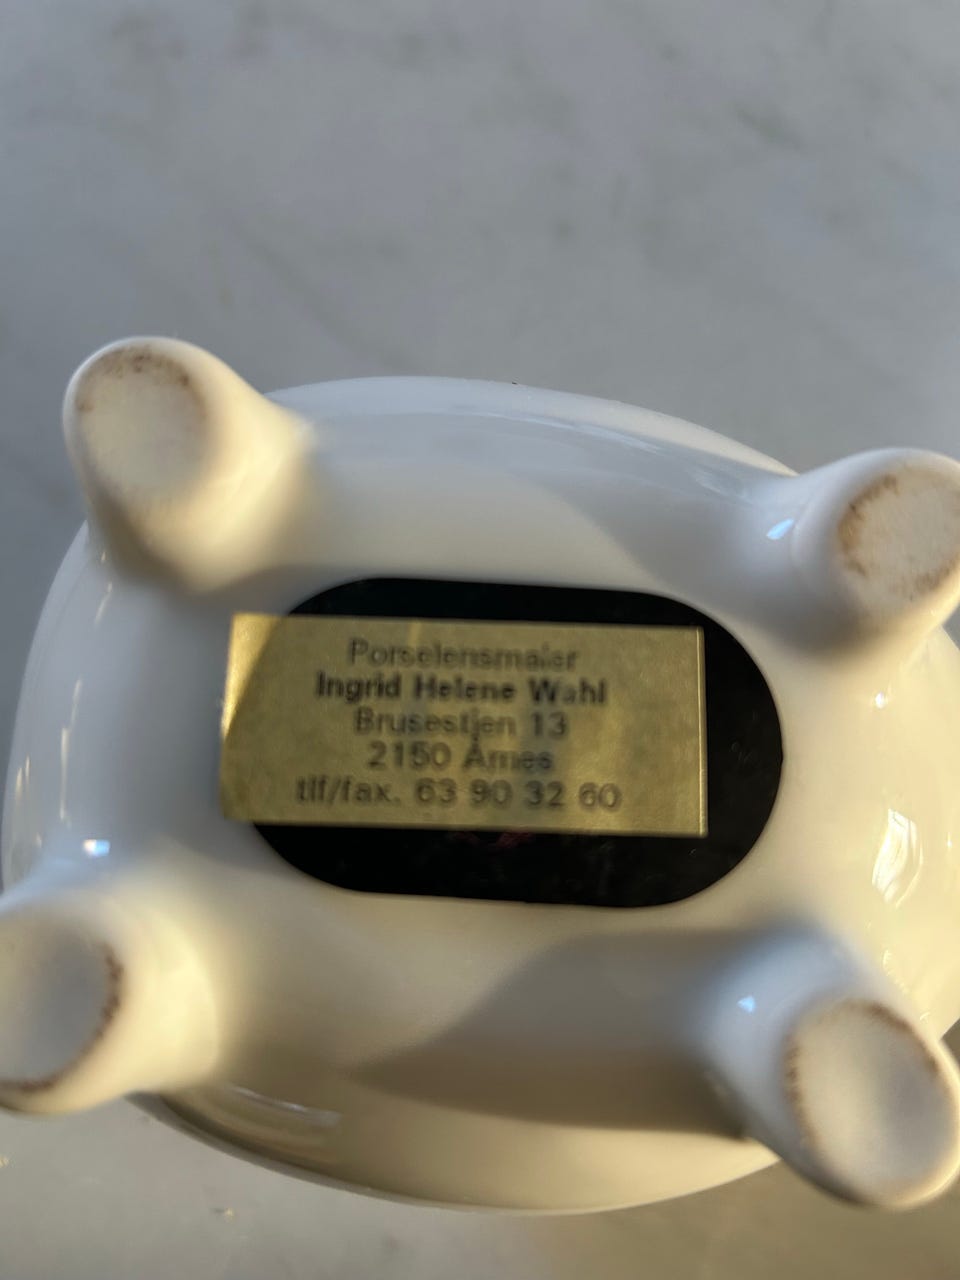 Porselensmaler
Ingrid Helene Wahl
Brusestien 13
2150 Årnes
tlf/fax. 63 90 32 60